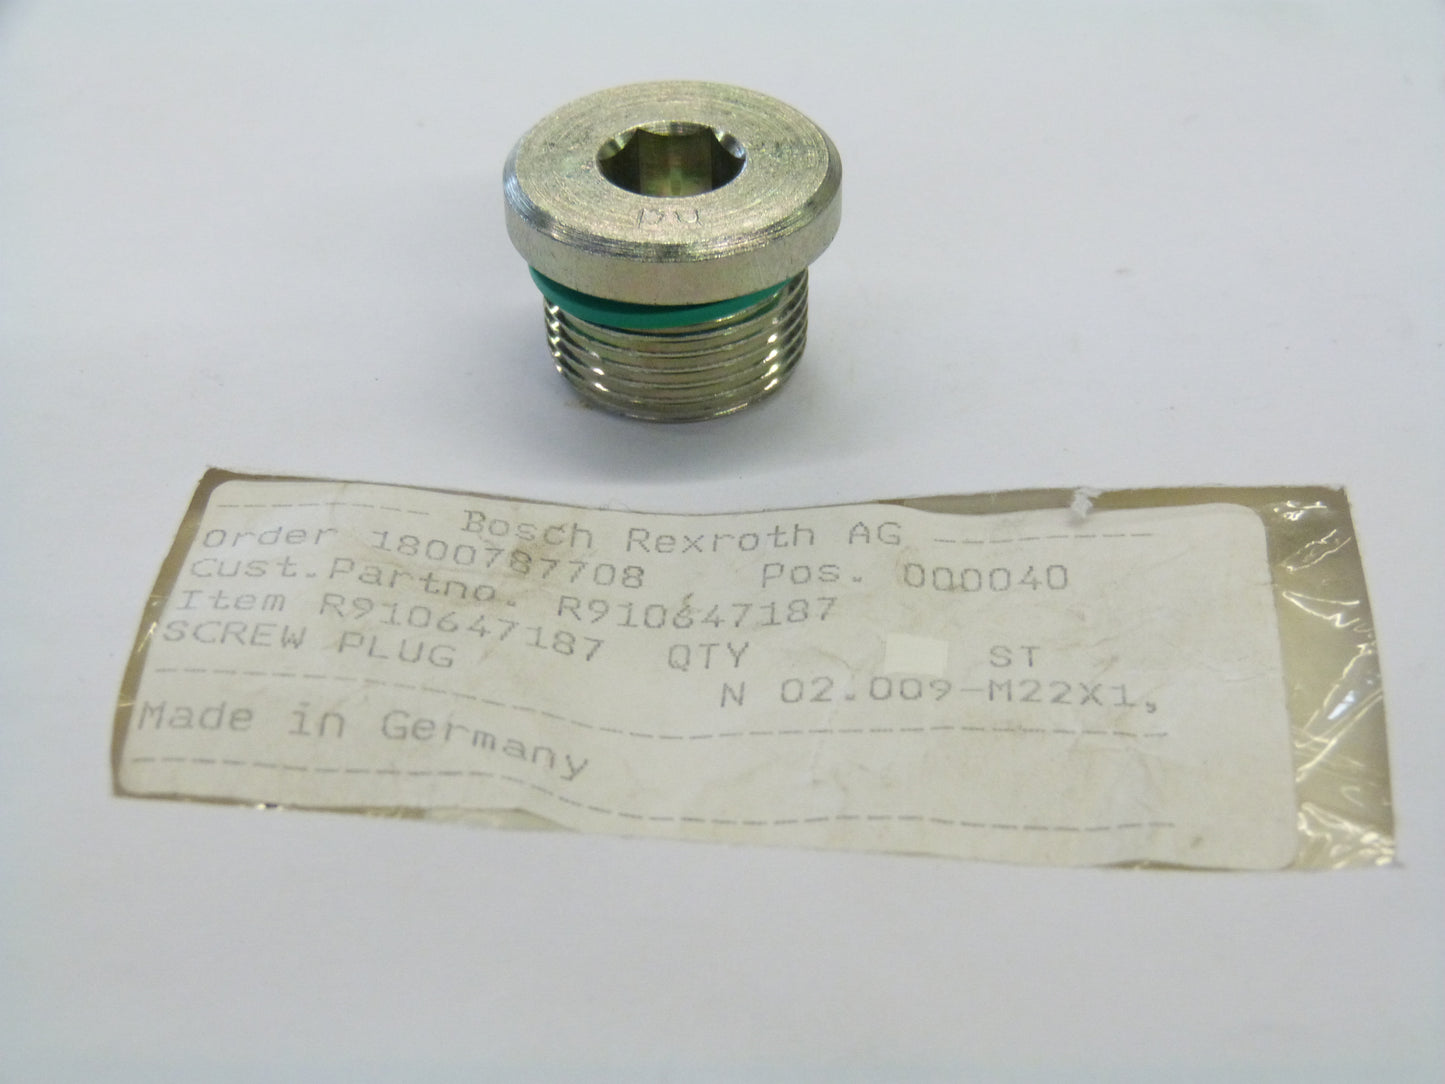 ---------- Bosch Rexroth AG ----------
Order 1800787708 Pos. 000040
Cust.Partno. R910647187
Item R910647187 QTY ST
SCREW PLUG N 02.009-M22X1,
Made in Germany